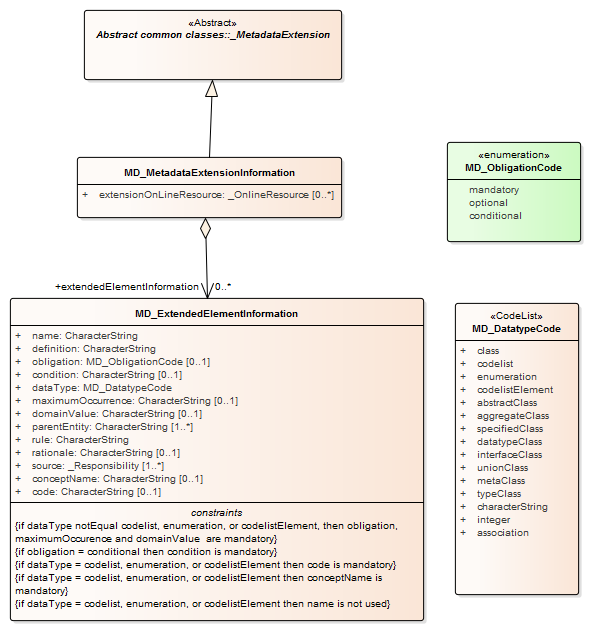 «Abstract»
Abstract common classes::_MetadataExtension
MD_MetadataExtensionInformation
+ extensionOnLineResource: _OnlineResource [0..*]
«enumeration»
MD_ObligationCode
mandatory
optional
conditional
+extendedElementInformation 0..*
MD_ExtendedElementInformation
+ name: CharacterString
+ definition: CharacterString
+ obligation: MD_ObligationCode [0..1]
+ condition: CharacterString [0..1]
+ dataType: MD_DatatypeCode
+ maximumOccurrence: CharacterString [0..1]
+ domainValue: CharacterString [0..1]
+ parentEntity: CharacterString [1..*]
+ rule: CharacterString
+ rationale: CharacterString [0..1]
+ source: _Responsibility [1..*]
+ conceptName: CharacterString [0..1]
+ code: CharacterString [0..1]
constraints
{if dataType notEqual codelist, enumeration, or codelistElement, then obligation,
maximumOccurence and domainValue are mandatory}
{if obligation = conditional then condition is mandatory}
{if dataType = codelist, enumeration, or codelistElement then code is mandatory}
{if dataType = codelist, enumeration, or codelistElement then conceptName is
mandatory}
{if dataType = codelist, enumeration, or codelistElement then name is not used}
«CodeList»
MD_DatatypeCode
+ class
+ codelist
+ enumeration
+ codelistElement
+ abstractClass
+ aggregateClass
+ specifiedClass
+ datatypeClass
+ interfaceClass
+ unionClass
+ metaClass
+ typeClass
+ characterString
+ integer
+ association